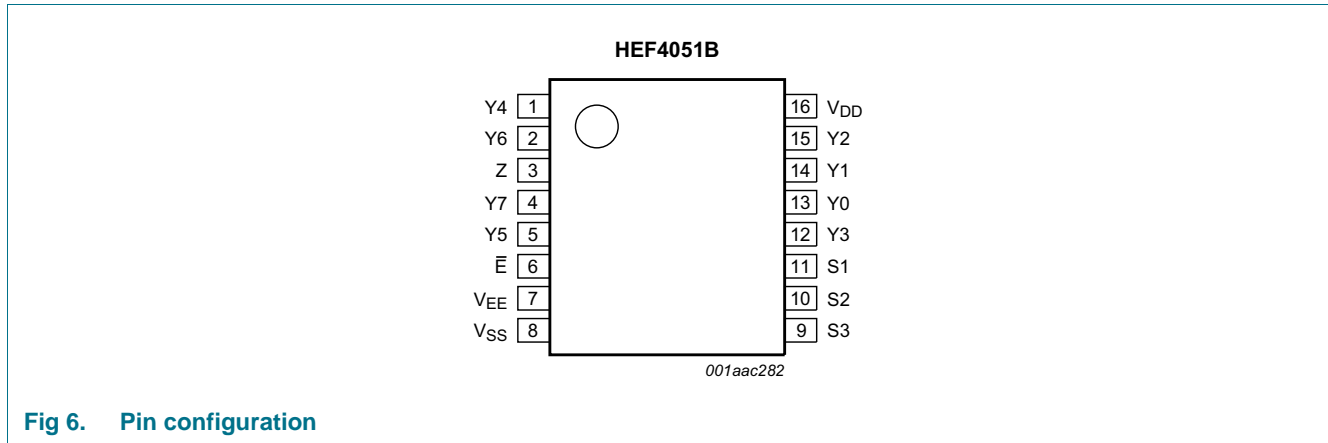 HEF4051B
Y4 1 16 VDD
Y6 2 15 Y2
Z 3 14 Y1
Y7 4 13 Y0
Y5 5 12 Y3
E̅ 6 11 S1
VEE 7 10 S2
VSS 8 9 S3
001aac282
Fig 6. Pin configuration